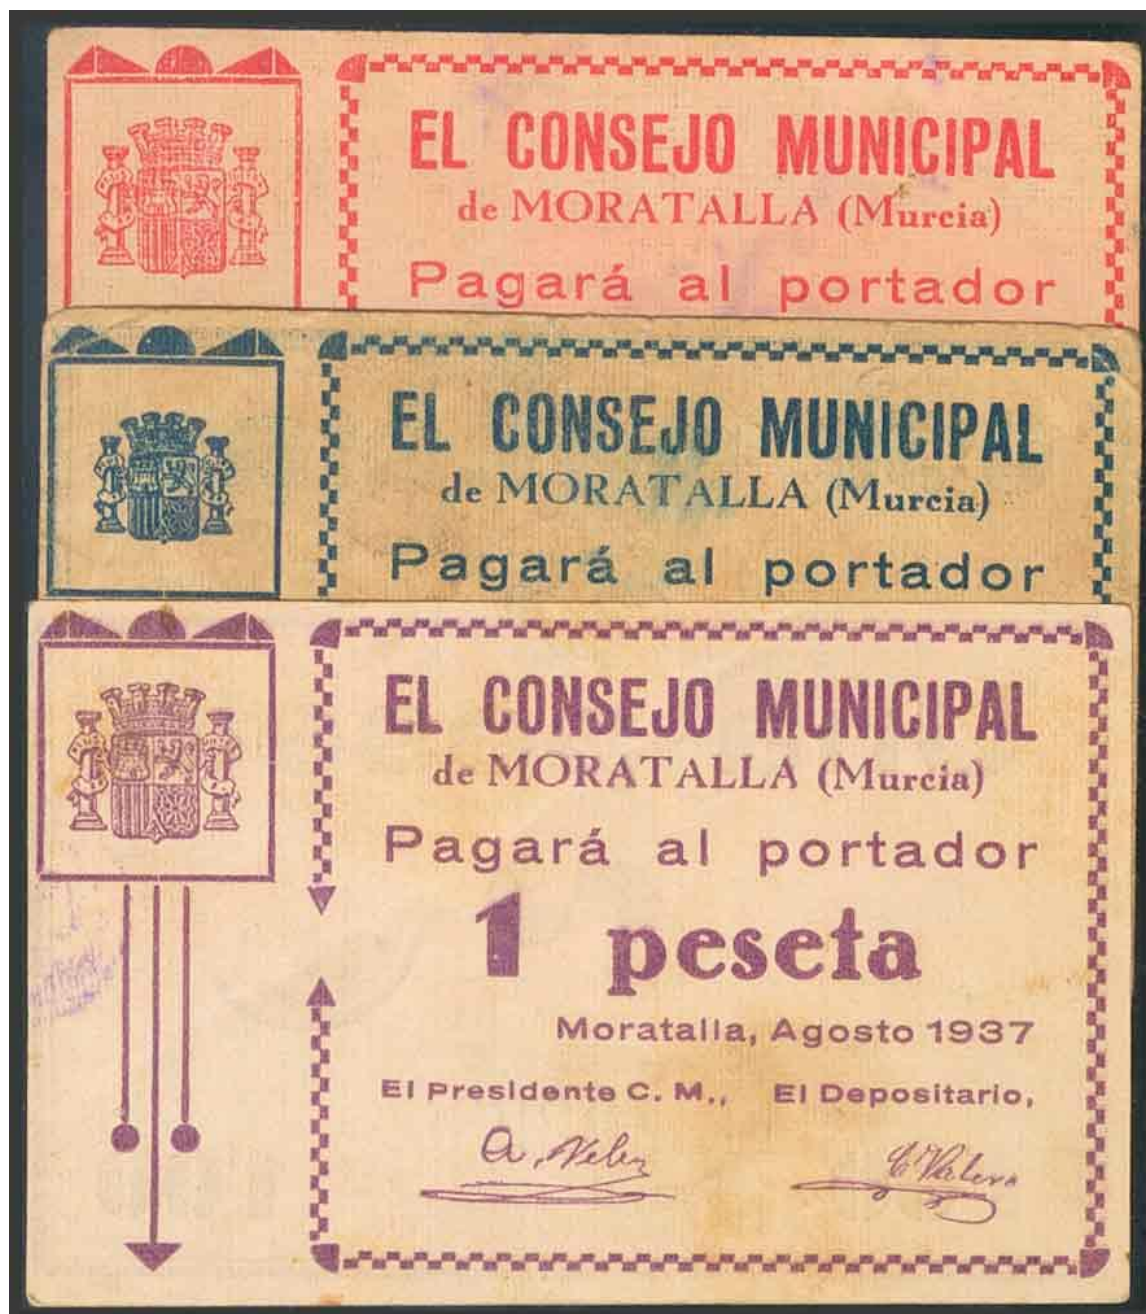 EL CONSEJO MUNICIPAL
de MORATALLA (Murcia)
Pagará al portador
EL CONSEJO MUNICIPAL
de MORATALLA (Murcia)
Pagará al portador
EL CONSEJO MUNICIPAL
de MORATALLA (Murcia)
Pagará al portador
1 peseta
Moratalla, Agosto 1937
El Presidente C. M., El Depositario,